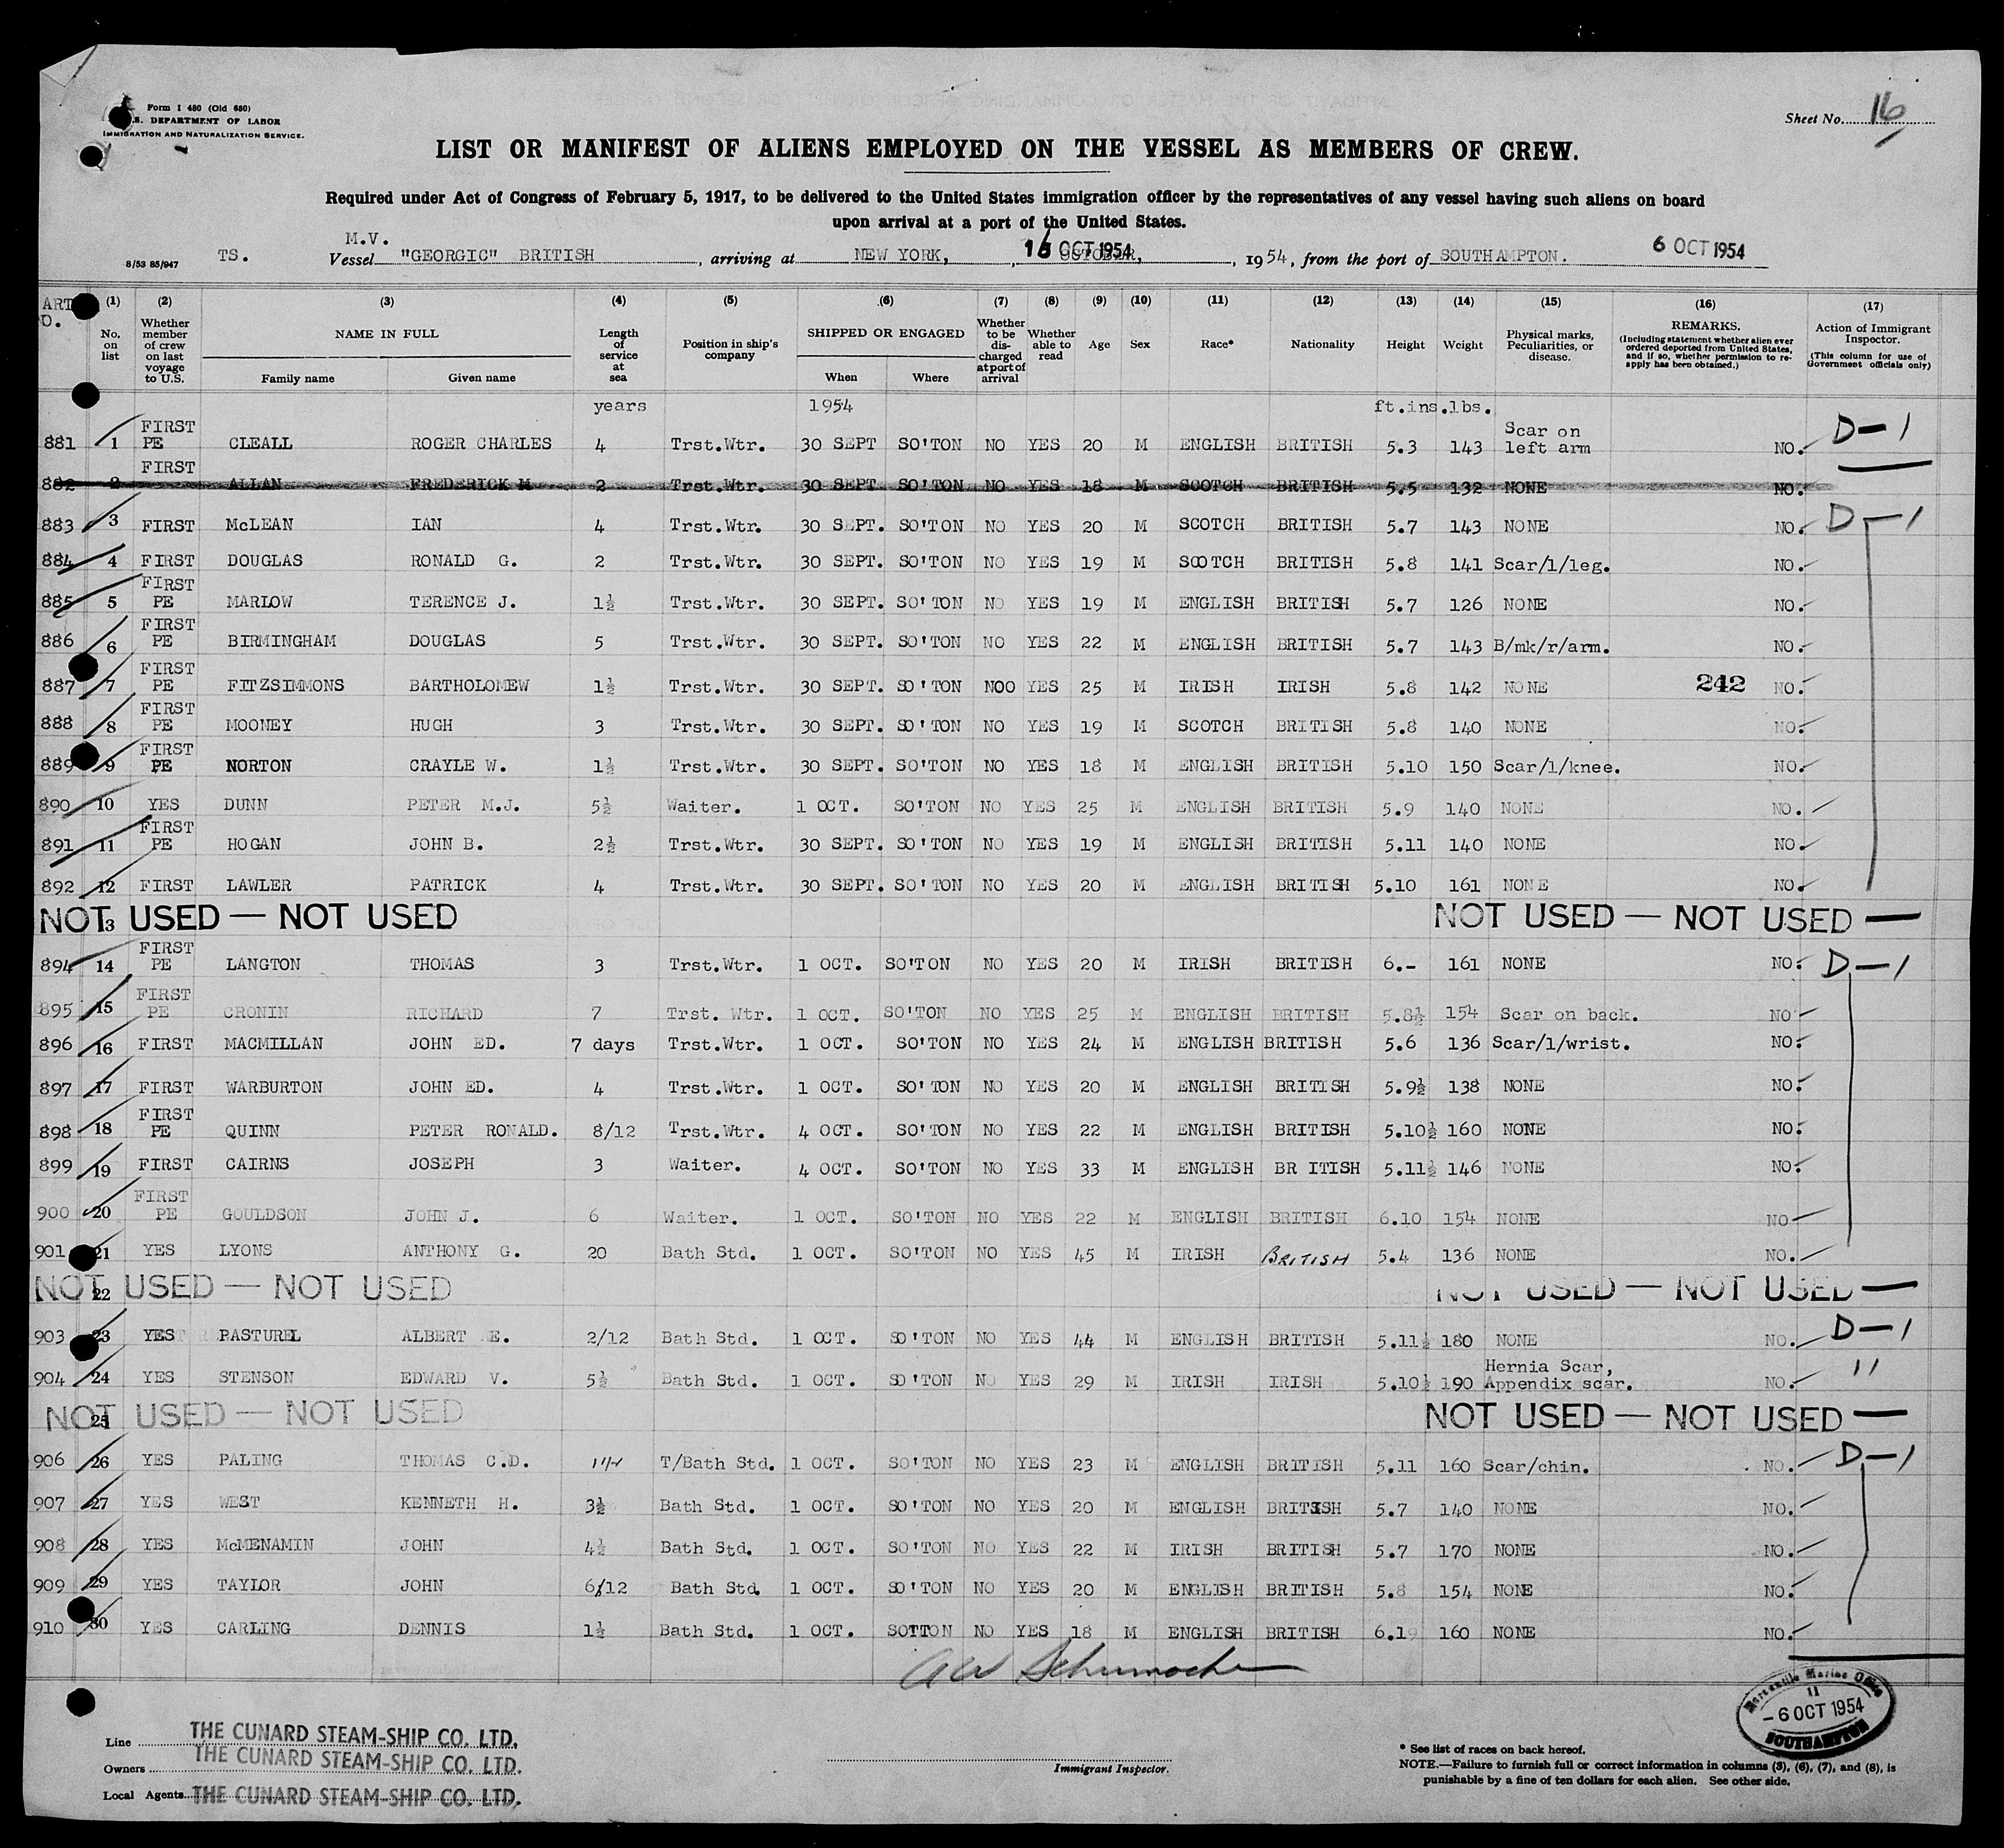 Form I 480 (Old 680)
S. DEPARTMENT OF LABOR
IMMIGRATION AND NATURALIZATION SERVICE.
Sheet No. 16
LIST OR MANIFEST OF ALIENS EMPLOYED ON THE VESSEL AS MEMBERS OF CREW.
Required under Act of Congress of February 5, 1917, to be delivered to the United States immigration officer by the representatives of any vessel having such aliens on board
upon arrival at a port of the United States.
8/53 85/947 TS. M.V. Vessel "GEORGIC" BRITISH, arriving at NEW YORK, 16 OCT 1954 OCTOBER, 1954, from the port of SOUTHAMPTON. 6 OCT 1954
ART (1) (2) (3) (4) (5) (6) (7) (8) (9) (10) (11) (12) (13) (14) (15) (16) (17)
O. No. on list Whether member of crew on last voyage to U.S. NAME IN FULL Family name Given name Length of service at sea Position in ship's company SHIPPED OR ENGAGED When Where Whether to be discharged at port of arrival Whether able to read Age Sex Race* Nationality Height Weight Physical marks, Peculiarities, or disease. REMARKS. (Including statement whether alien ever ordered deported from United States, and if so, whether permission to re-apply has been obtained.) Action of Immigrant Inspector. (This column for use of Government officials only)
years 1954 ft.ins.lbs.
881 1 FIRST PE CLEALL ROGER CHARLES 4 Trst.Wtr. 30 SEPT SO'TON NO YES 20 M ENGLISH BRITISH 5.3 143 Scar on left arm NO. D-1
882 2 FIRST ALLAN FREDERICK M 2 Trst.Wtr. 30 SEPT SO'TON NO YES 18 M SCOTCH BRITISH 5.5 132 NONE NO.
883 3 FIRST McLEAN IAN 4 Trst.Wtr. 30 SEPT. SO'TON NO YES 20 M SCOTCH BRITISH 5.7 143 NONE NO. D-1
884 4 FIRST DOUGLAS RONALD G. 2 Trst.Wtr. 30 SEPT. SO'TON NO YES 19 M SCOTCH BRITISH 5.8 141 Scar/l/leg. NO.
885 5 FIRST PE MARLOW TERENCE J. 1½ Trst.Wtr. 30 SEPT. SO'TON NO YES 19 M ENGLISH BRITISH 5.7 126 NONE NO.
886 6 FIRST PE BIRMINGHAM DOUGLAS 5 Trst.Wtr. 30 SEPT. SO'TON NO YES 22 M ENGLISH BRITISH 5.7 143 B/mk/r/arm. NO.
887 7 FIRST PE FITZSIMMONS BARTHOLOMEW 1½ Trst.Wtr. 30 SEPT. SO'TON NOO YES 25 M IRISH IRISH 5.8 142 NONE 242 NO.
888 8 FIRST PE MOONEY HUGH 3 Trst.Wtr. 30 SEPT. SO'TON NO YES 19 M SCOTCH BRITISH 5.8 140 NONE NO.
889 9 FIRST PE NORTON CRAYLE W. 1½ Trst.Wtr. 30 SEPT. SO'TON NO YES 18 M ENGLISH BRITISH 5.10 150 Scar/l/knee. NO.
890 10 YES DUNN PETER M.J. 5½ Waiter. 1 OCT. SO'TON NO YES 25 M ENGLISH BRITISH 5.9 140 NONE NO.
891 11 FIRST PE HOGAN JOHN B. 2½ Trst.Wtr. 30 SEPT. SO'TON NO YES 19 M ENGLISH BRITISH 5.11 140 NONE NO.
892 12 FIRST LAWLER PATRICK 4 Trst.Wtr. 30 SEPT. SO'TON NO YES 20 M ENGLISH BRITISH 5.10 161 NONE NO.
NOT USED — NOT USED 13 NOT USED — NOT USED —
894 14 FIRST PE LANGTON THOMAS 3 Trst.Wtr. 1 OCT. SO'TON NO YES 20 M IRISH BRITISH 6.- 161 NONE NO. D-1
895 15 FIRST PE CRONIN RICHARD 7 Trst. Wtr. 1 OCT. SO'TON NO YES 25 M ENGLISH BRITISH 5.8½ 154 Scar on back. NO
896 16 FIRST MACMILLAN JOHN ED. 7 days Trst.Wtr. 1 OCT. SO'TON NO YES 24 M ENGLISH BRITISH 5.6 136 Scar/l/wrist. NO.
897 17 FIRST WARBURTON JOHN ED. 4 Trst.Wtr. 1 OCT. SO'TON NO YES 20 M ENGLISH BRITISH 5.9½ 138 NONE NO.
898 18 FIRST PE QUINN PETER RONALD. 8/12 Trst.Wtr. 4 OCT. SO'TON NO YES 22 M ENGLISH BRITISH 5.10½ 160 NONE NO.
899 19 FIRST CAIRNS JOSEPH 3 Waiter. 4 OCT. SO'TON NO YES 33 M ENGLISH BR ITISH 5.11½ 146 NONE NO.
900 20 FIRST PE GOULDSON JOHN J. 6 Waiter. 1 OCT. SO'TON NO YES 22 M ENGLISH BRITISH 6.10 154 NONE NO
901 21 YES LYONS ANTHONY G. 20 Bath Std. 1 OCT. SO'TON NO YES 45 M IRISH BRITISH 5.4 136 NONE NO.
NOT USED — NOT USED 22 NOT USED — NOT USED —
903 23 YES PASTUREL ALBERT E. 2/12 Bath Std. 1 OCT. SO'TON NO YES 44 M ENGLISH BRITISH 5.11½ 180 NONE NO. D-1
904 24 YES STENSON EDWARD V. 5½ Bath Std. 1 OCT. SO'TON NO YES 29 M IRISH IRISH 5.10½ 190 Hernia Scar, Appendix scar. NO. "
NOT USED — NOT USED 25 NOT USED — NOT USED —
906 26 YES PALING THOMAS C.D. T/Bath Std. 1 OCT. SO'TON NO YES 23 M ENGLISH BRITISH 5.11 160 Scar/chin. NO. D-1
907 27 YES WEST KENNETH H. 3½ Bath Std. 1 OCT. SO'TON NO YES 20 M ENGLISH BRITISH 5.7 140 NONE NO.
908 28 YES McMENAMIN JOHN 4½ Bath Std. 1 OCT. SO'TON NO YES 22 M IRISH BRITISH 5.7 170 NONE NO.
909 29 YES TAYLOR JOHN 6/12 Bath Std 1 OCT. SO'TON NO YES 20 M ENGLISH BRITISH 5.8 154 NONE NO.
910 30 YES CARLING DENNIS 1½ Bath Std. 1 OCT. SOTTON NO YES 18 M ENGLISH BRITISH 6.1 160 NONE NO.
Schumacher
Line THE CUNARD STEAM-SHIP CO. LTD.
Owners THE CUNARD STEAM-SHIP CO. LTD.
Local Agents THE CUNARD STEAM-SHIP CO. LTD.
Immigrant Inspector.
* See list of races on back hereof.
NOTE.—Failure to furnish full or correct information in columns (3), (6), (7), and (8), is
punishable by a fine of ten dollars for each alien. See other side.
Mercantile Marine Office
11
-6 OCT 1954
SOUTHAMPTON